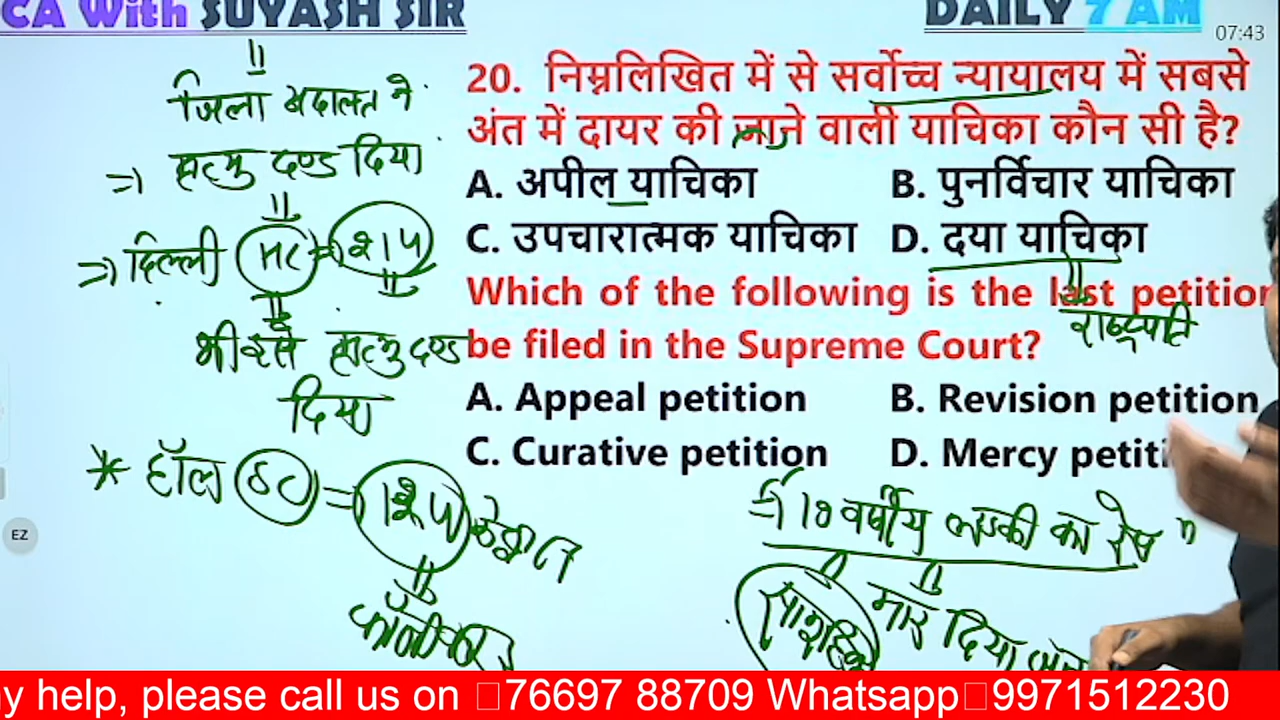 CA With SUYASH SIR
DAILY 7 AM
07:43
20. निम्नलिखित में से सर्वोच्च न्यायालय में सबसे
अंत में दायर की जाने वाली याचिका कौन सी है?
A. अपील याचिका B. पुनर्विचार याचिका
C. उपचारात्मक याचिका D. दया याचिका
राष्ट्रपति
Which of the following is the last petition
be filed in the Supreme Court?
A. Appeal petition B. Revision petition
C. Curative petition D. Mercy petiti
जिला अदालत ने
=) मृत्यु दण्ड दिया
=) दिल्ली HC =
भी इसे मृत्यु दण्ड
दिया
SC =
18 वर्षीय लड़की का रेप
मार दिया
EZ
ny help, please call us on 76697 88709 Whatsapp 9971512230